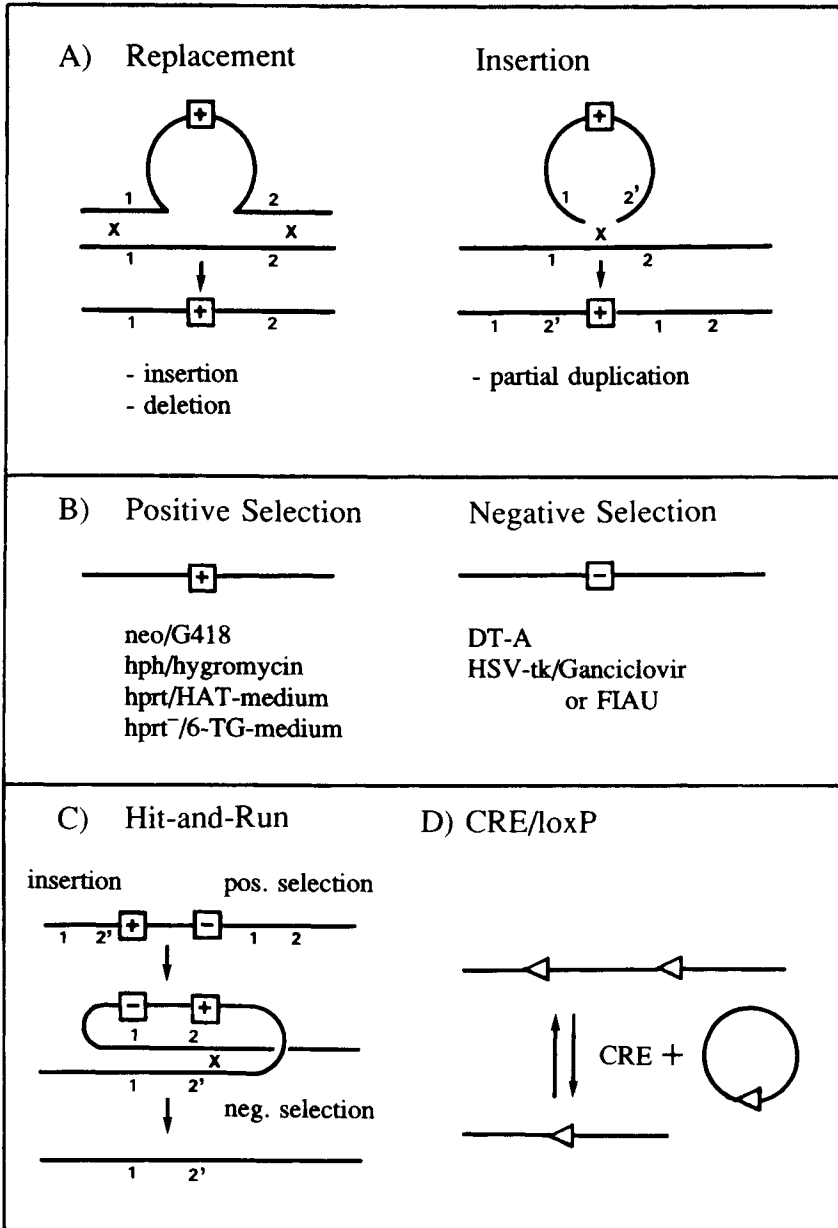 A) Replacement
Insertion
+
+
1 2
1 2'
X X
X
1 2
1 2
+
+
1 2
1 2' 1 2
- insertion
- deletion
- partial duplication
B) Positive Selection
Negative Selection
+
−
neo/G418
hph/hygromycin
hprt/HAT-medium
hprt⁻/6-TG-medium
DT-A
HSV-tk/Ganciclovir
or FIAU
C) Hit-and-Run
insertion pos. selection
+ −
1 2' 1 2
− +
1 2
X
1 2'
neg. selection
1 2'
D) CRE/loxP
CRE +